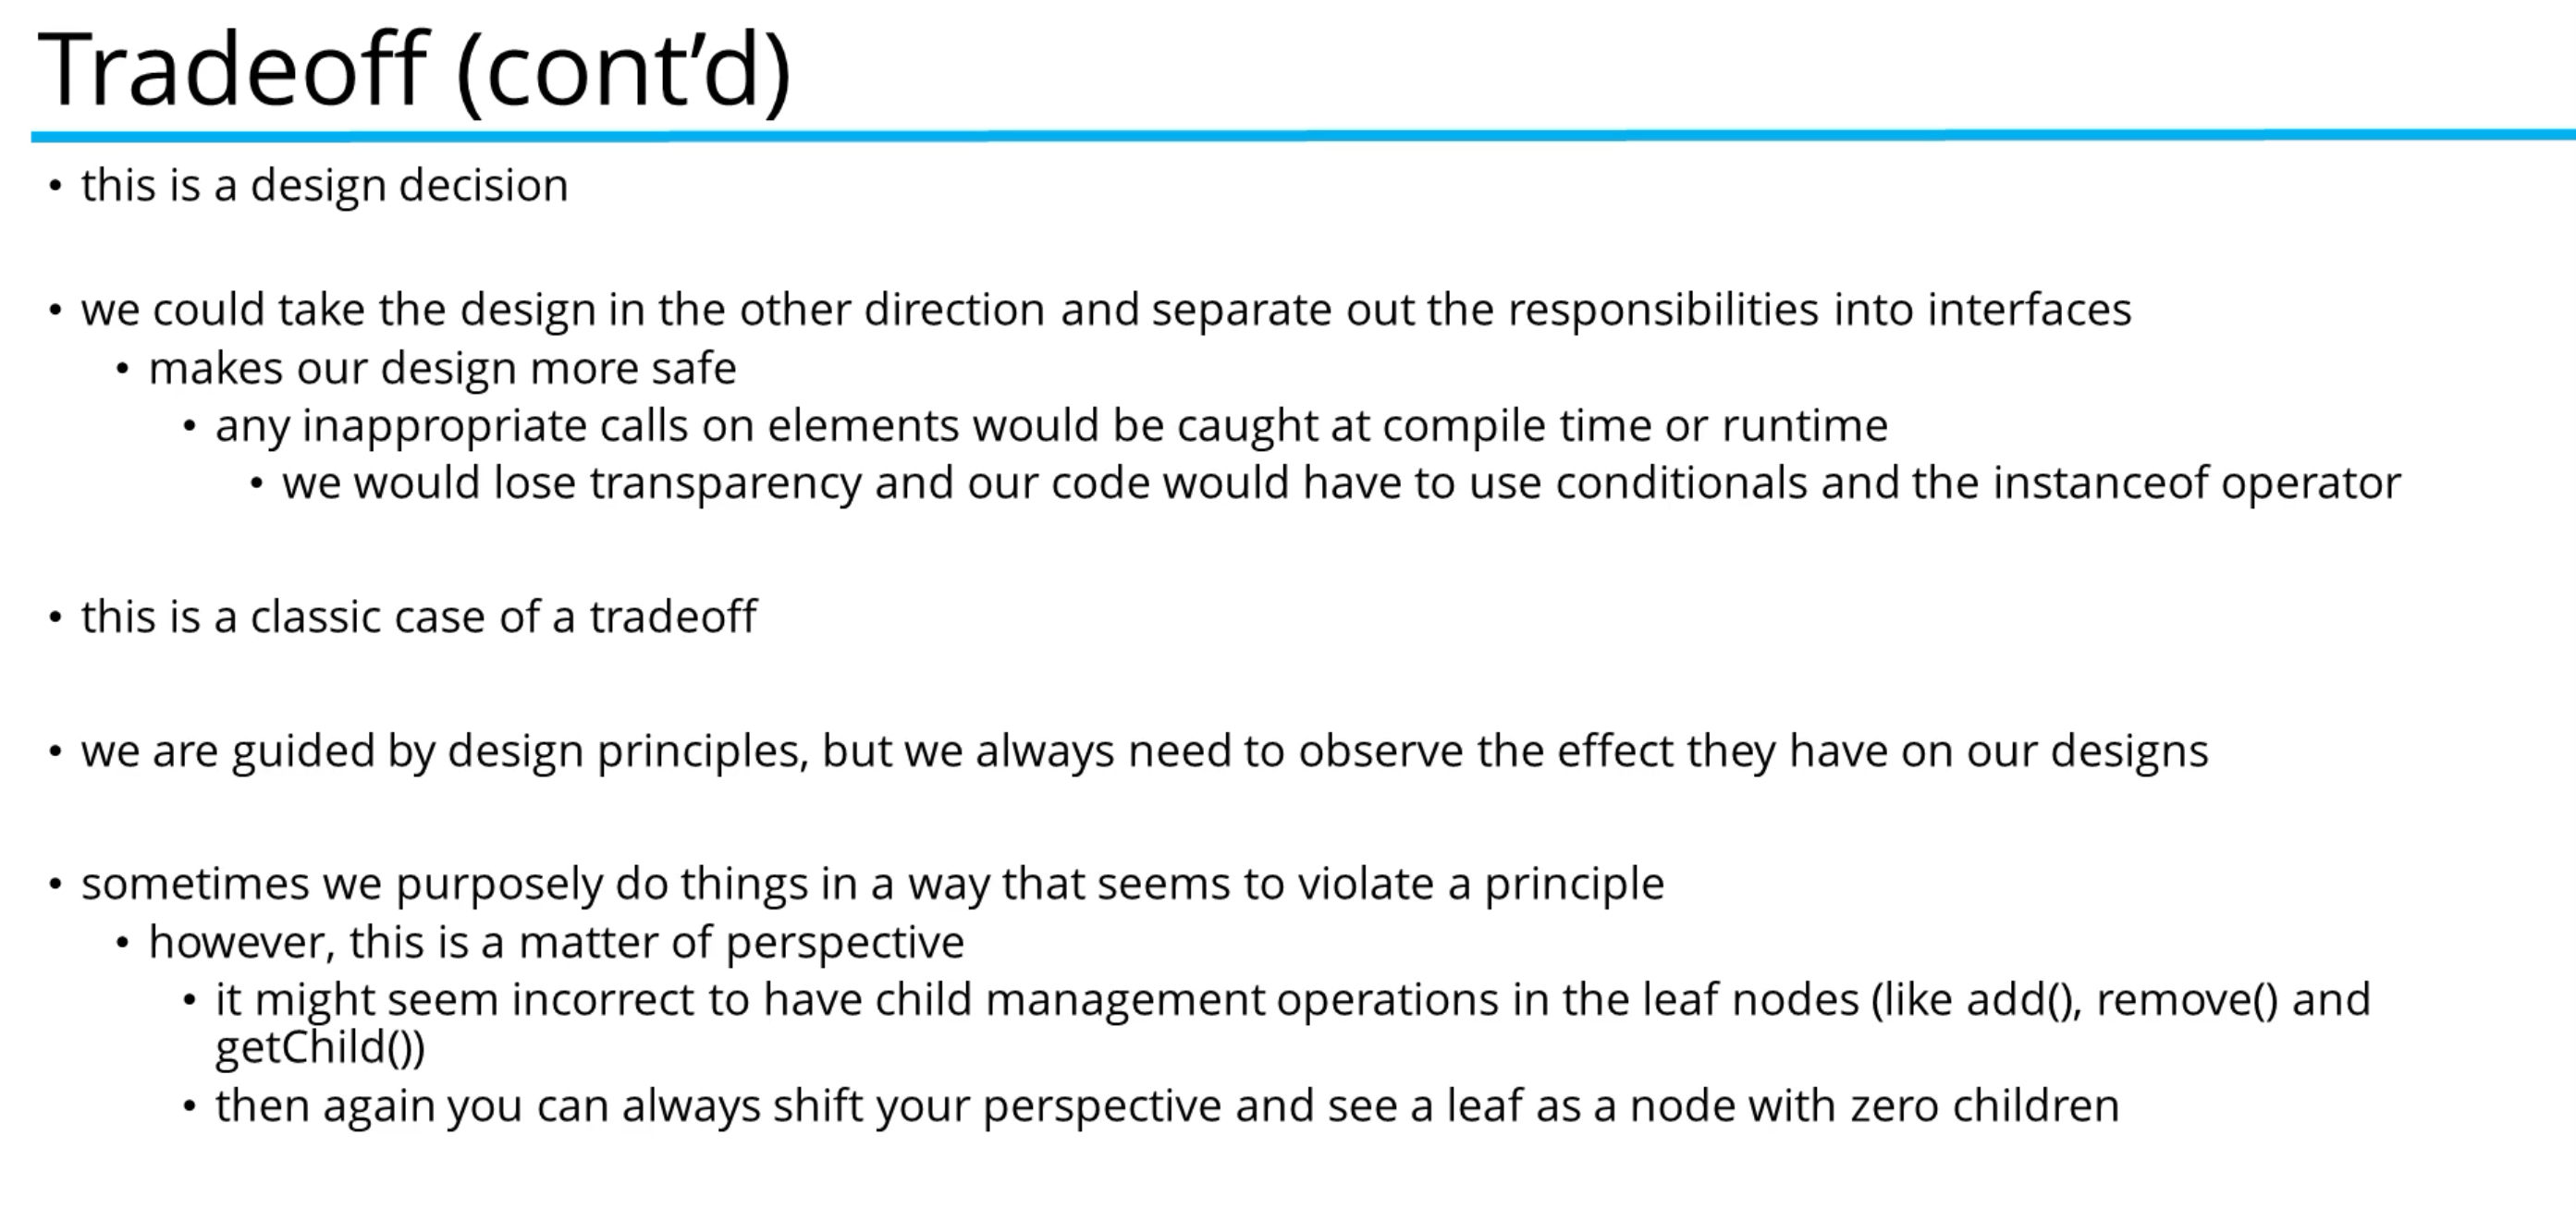 Tradeoff (cont’d)
• this is a design decision
• we could take the design in the other direction and separate out the responsibilities into interfaces
• makes our design more safe
• any inappropriate calls on elements would be caught at compile time or runtime
• we would lose transparency and our code would have to use conditionals and the instanceof operator
• this is a classic case of a tradeoff
• we are guided by design principles, but we always need to observe the effect they have on our designs
• sometimes we purposely do things in a way that seems to violate a principle
• however, this is a matter of perspective
• it might seem incorrect to have child management operations in the leaf nodes (like add(), remove() and
getChild())
• then again you can always shift your perspective and see a leaf as a node with zero children